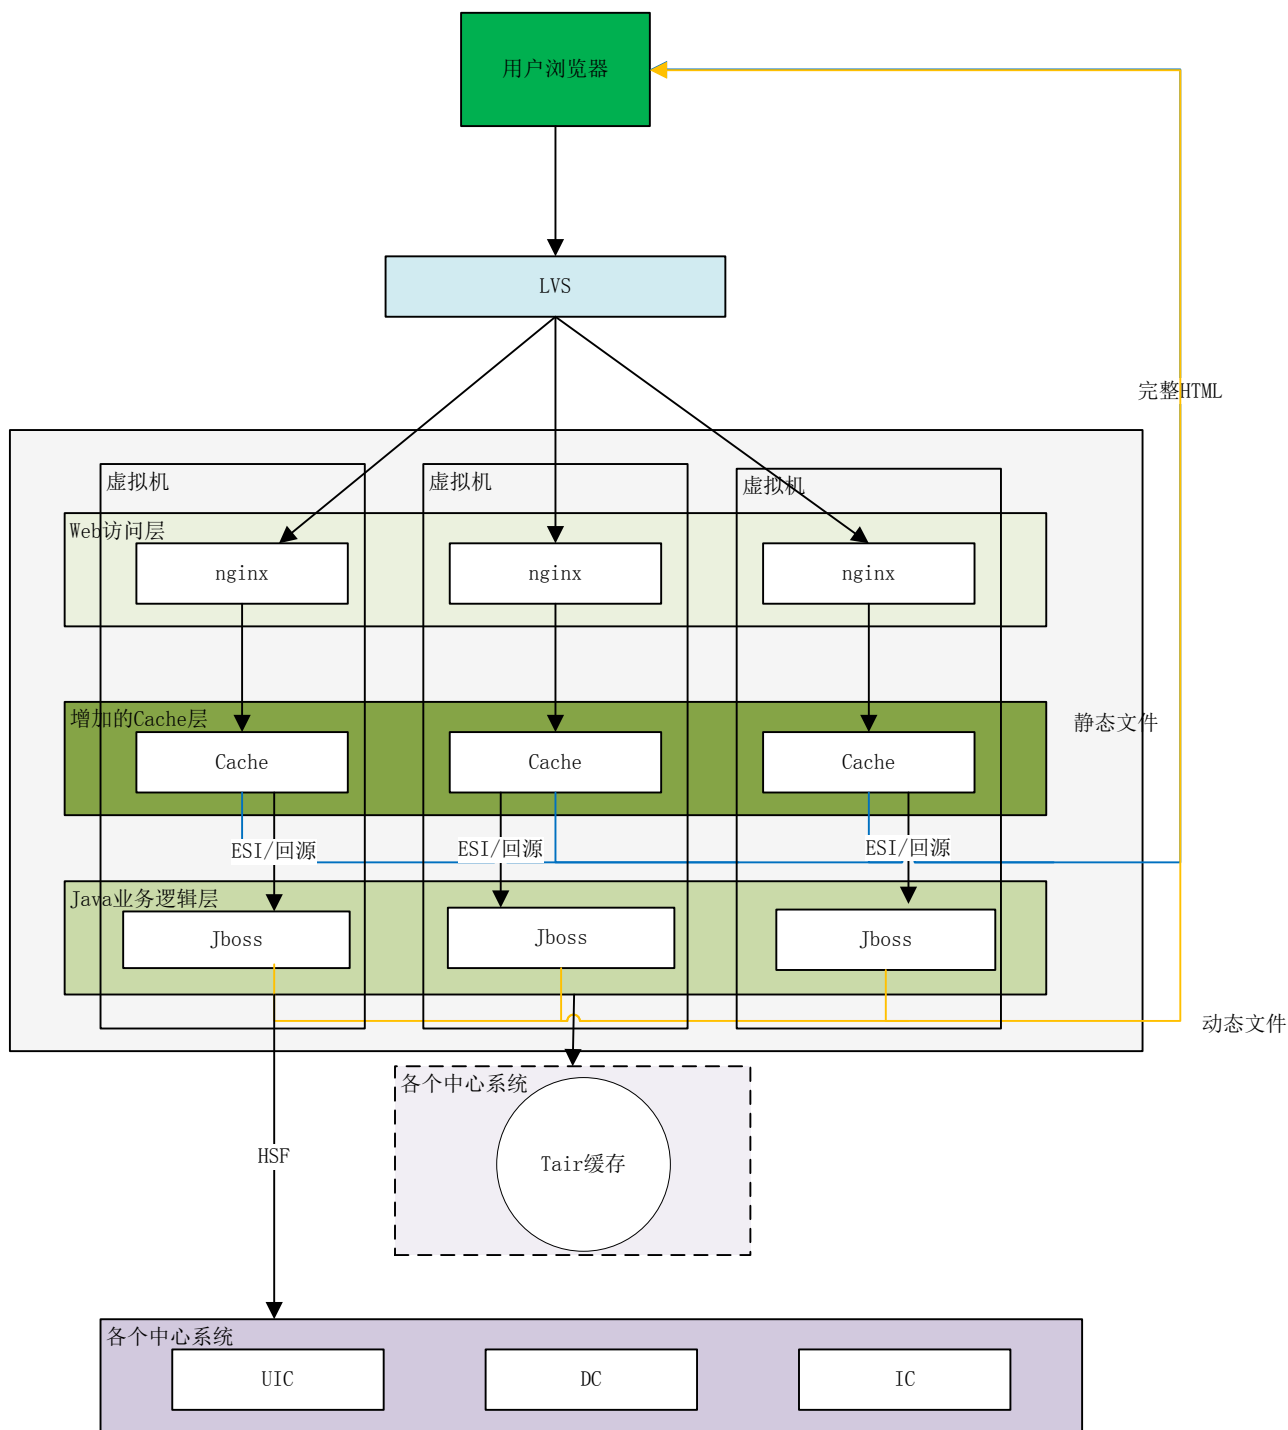 用户浏览器
LVS
完整HTML
虚拟机
虚拟机
虚拟机
Web访问层
nginx
nginx
nginx
增加的Cache层
静态文件
Cache
Cache
Cache
ESI/回源
ESI/回源
ESI/回源
Java业务逻辑层
Jboss
Jboss
Jboss
动态文件
各个中心系统
HSF
Tair缓存
各个中心系统
UIC
DC
IC